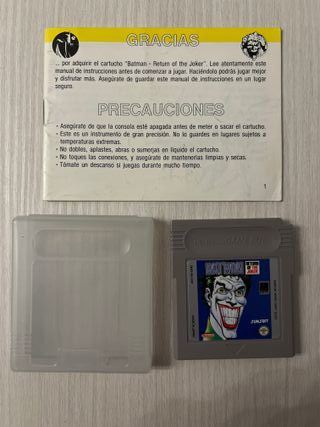 GRACIAS
... por adquirir el cartucho "Batman - Return of the Joker". Lee atentamente este
manual de instrucciones antes de comenzar a jugar. Haciéndolo podrás jugar mejor
y disfrutar más. Asegúrate de guardar este manual de instrucciones en un lugar
seguro.
PRECAUCIONES
• Asegúrate de que la consola esté apagada antes de meter o sacar el cartucho.
• Este es un instrumento de gran precisión. No lo guardes en lugares sujetos a
temperaturas extremas.
• No dobles, aplastes, abras o sumerjas en líquido el cartucho.
• No toques las conexiones, y asegúrate de mantenerlas limpias y secas.
• Tómate un descanso si juegas durante mucho tiempo.
1
BATMAN
RETURN
OF THE
JOKER
SUNSOFT